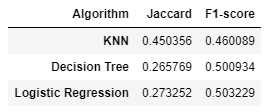 Algorithm Jaccard F1-score
KNN 0.450356 0.460089
Decision Tree 0.265769 0.500934
Logistic Regression 0.273252 0.503229